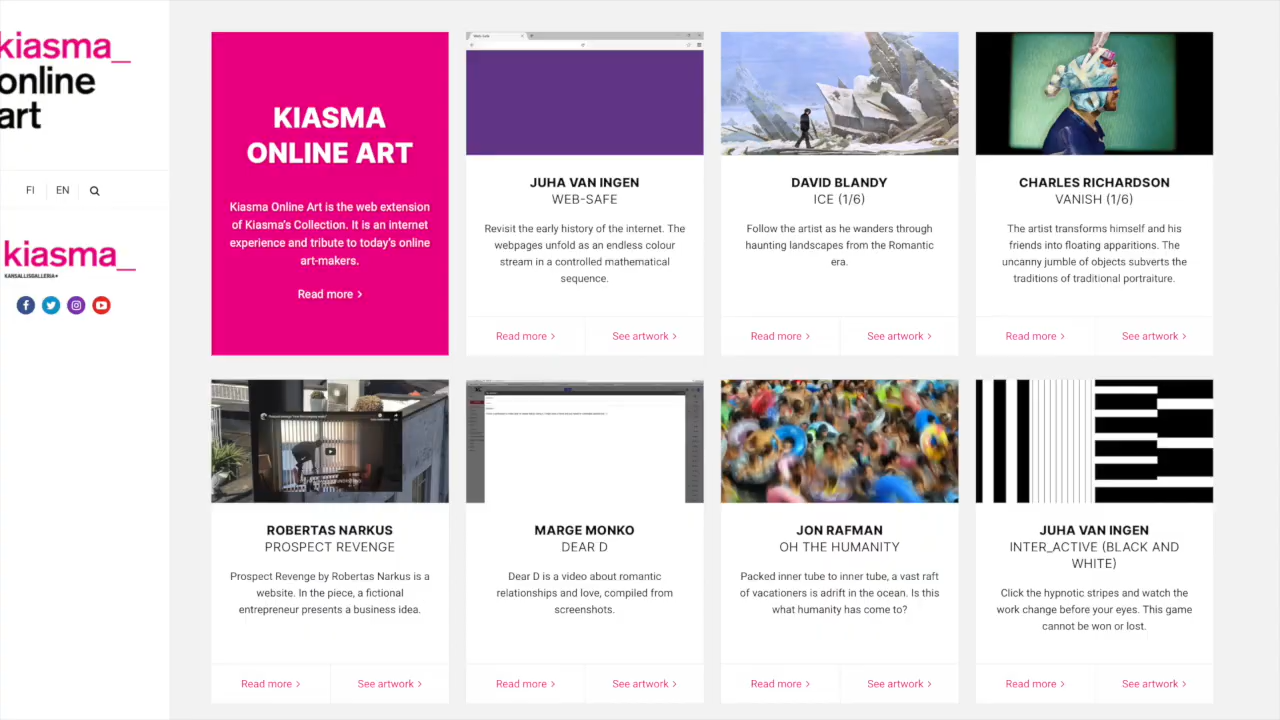 kiasma_
online
art
FI
EN
kiasma_
KANSALLISGALLERIA
KIASMA
ONLINE ART
Kiasma Online Art is the web extension
of Kiasma's Collection. It is an internet
experience and tribute to today's online
art-makers.
Read more >
JUHA VAN INGEN
WEB-SAFE
Revisit the early history of the internet. The
webpages unfold as an endless colour
stream in a controlled mathematical
sequence.
Read more >
See artwork >
DAVID BLANDY
ICE (1/6)
Follow the artist as he wanders through
haunting landscapes from the Romantic
era.
Read more >
See artwork >
CHARLES RICHARDSON
VANISH (1/6)
The artist transforms himself and his
friends into floating apparitions. The
uncanny jumble of objects subverts the
traditions of traditional portraiture.
Read more >
See artwork >
ROBERTAS NARKUS
PROSPECT REVENGE
Prospect Revenge by Robertas Narkus is a
website. In the piece, a fictional
entrepreneur presents a business idea.
Read more >
See artwork >
MARGE MONKO
DEAR D
Dear D is a video about romantic
relationships and love, compiled from
screenshots.
Read more >
See artwork >
JON RAFMAN
OH THE HUMANITY
Packed inner tube to inner tube, a vast raft
of vacationers is adrift in the ocean. Is this
what humanity has come to?
Read more >
See artwork >
JUHA VAN INGEN
INTER_ACTIVE (BLACK AND
WHITE)
Click the hypnotic stripes and watch the
work change before your eyes. This game
cannot be won or lost.
Read more >
See artwork >